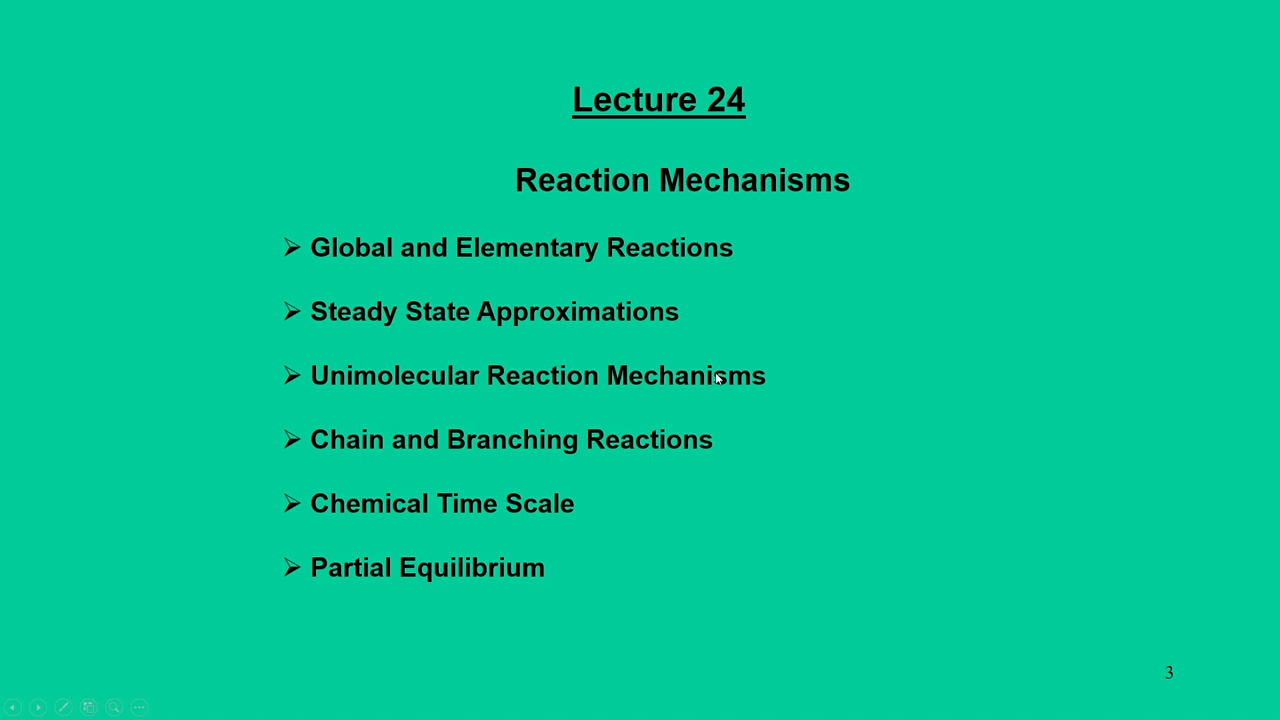 Lecture 24
Reaction Mechanisms
➢ Global and Elementary Reactions
➢ Steady State Approximations
➢ Unimolecular Reaction Mechanisms
➢ Chain and Branching Reactions
➢ Chemical Time Scale
➢ Partial Equilibrium
3